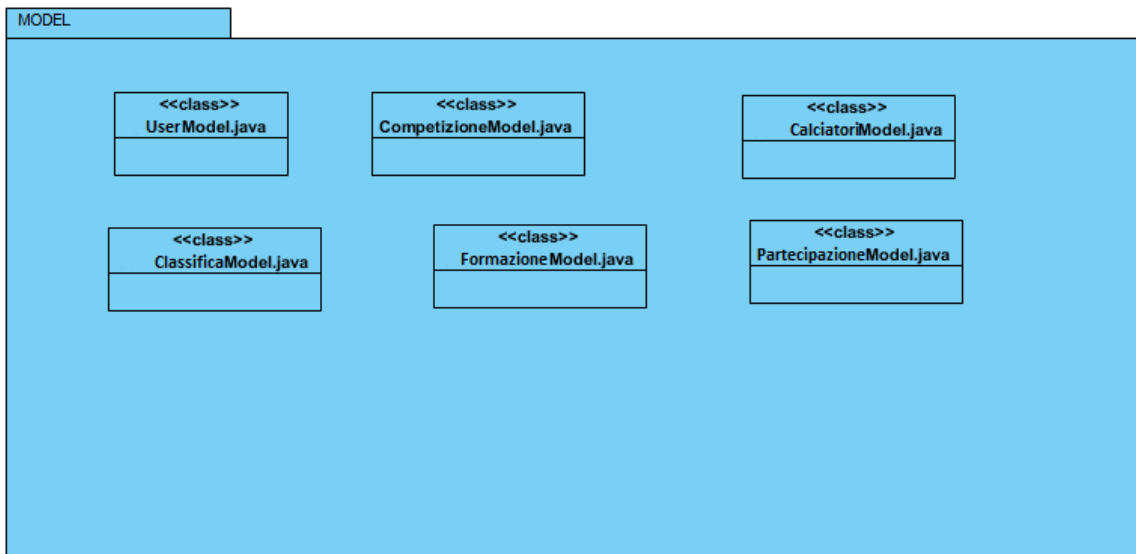 MODEL
<<class>>
UserModel.java
<<class>>
CompetizioneModel.java
<<class>>
CalciatoriModel.java
<<class>>
ClassificaModel.java
<<class>>
FormazioneModel.java
<<class>>
PartecipazioneModel.java